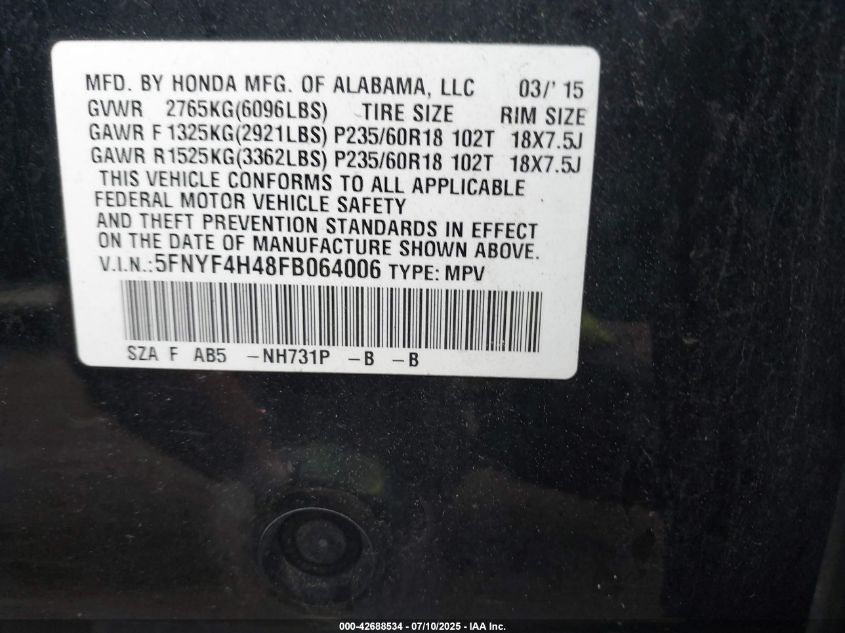 MFD. BY HONDA MFG. OF ALABAMA, LLC 03/' 15
GVWR 2765KG(6096LBS) TIRE SIZE RIM SIZE
GAWR F 1325KG(2921LBS) P235/60R18 102T 18X7.5J
GAWR R1525KG(3362LBS) P235/60R18 102T 18X7.5J
THIS VEHICLE CONFORMS TO ALL APPLICABLE
FEDERAL MOTOR VEHICLE SAFETY
AND THEFT PREVENTION STANDARDS IN EFFECT
ON THE DATE OF MANUFACTURE SHOWN ABOVE.
V.I.N.:5FNYF4H48FB064006 TYPE: MPV
SZA F AB5 -NH731P -B -B
000-42688534 - 07/10/2025 - IAA Inc.